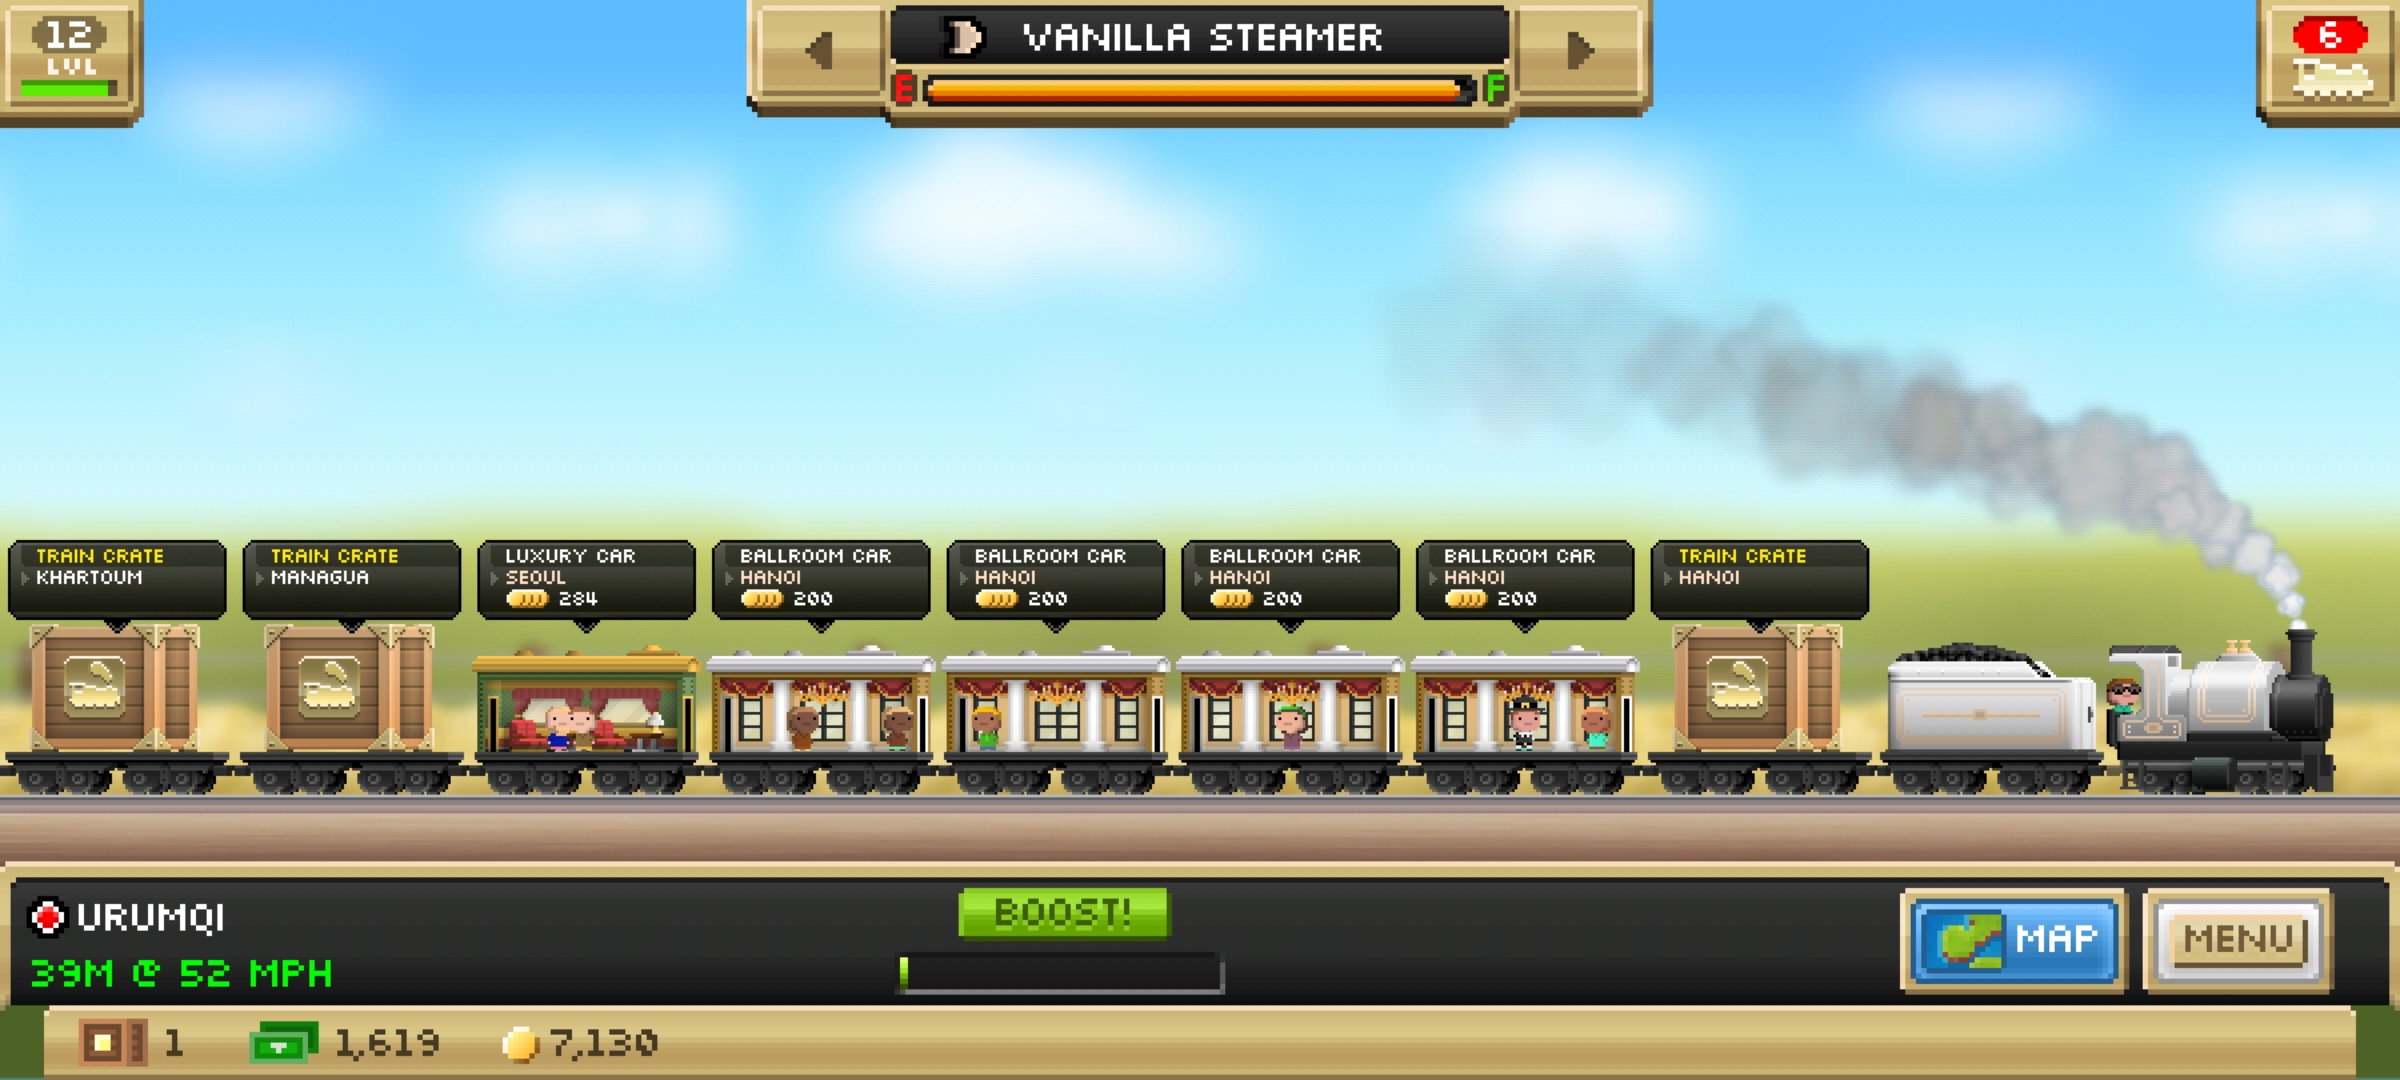 12
LVL
VANILLA STEAMER
E
F
6
TRAIN CRATE
KHARTOUM
TRAIN CRATE
MANAGUA
LUXURY CAR
SEOUL
284
BALLROOM CAR
HANOI
200
BALLROOM CAR
HANOI
200
BALLROOM CAR
HANOI
200
BALLROOM CAR
HANOI
200
TRAIN CRATE
HANOI
URUMQI
39M @ 52 MPH
BOOST!
MAP
MENU
1
1,619
7,130